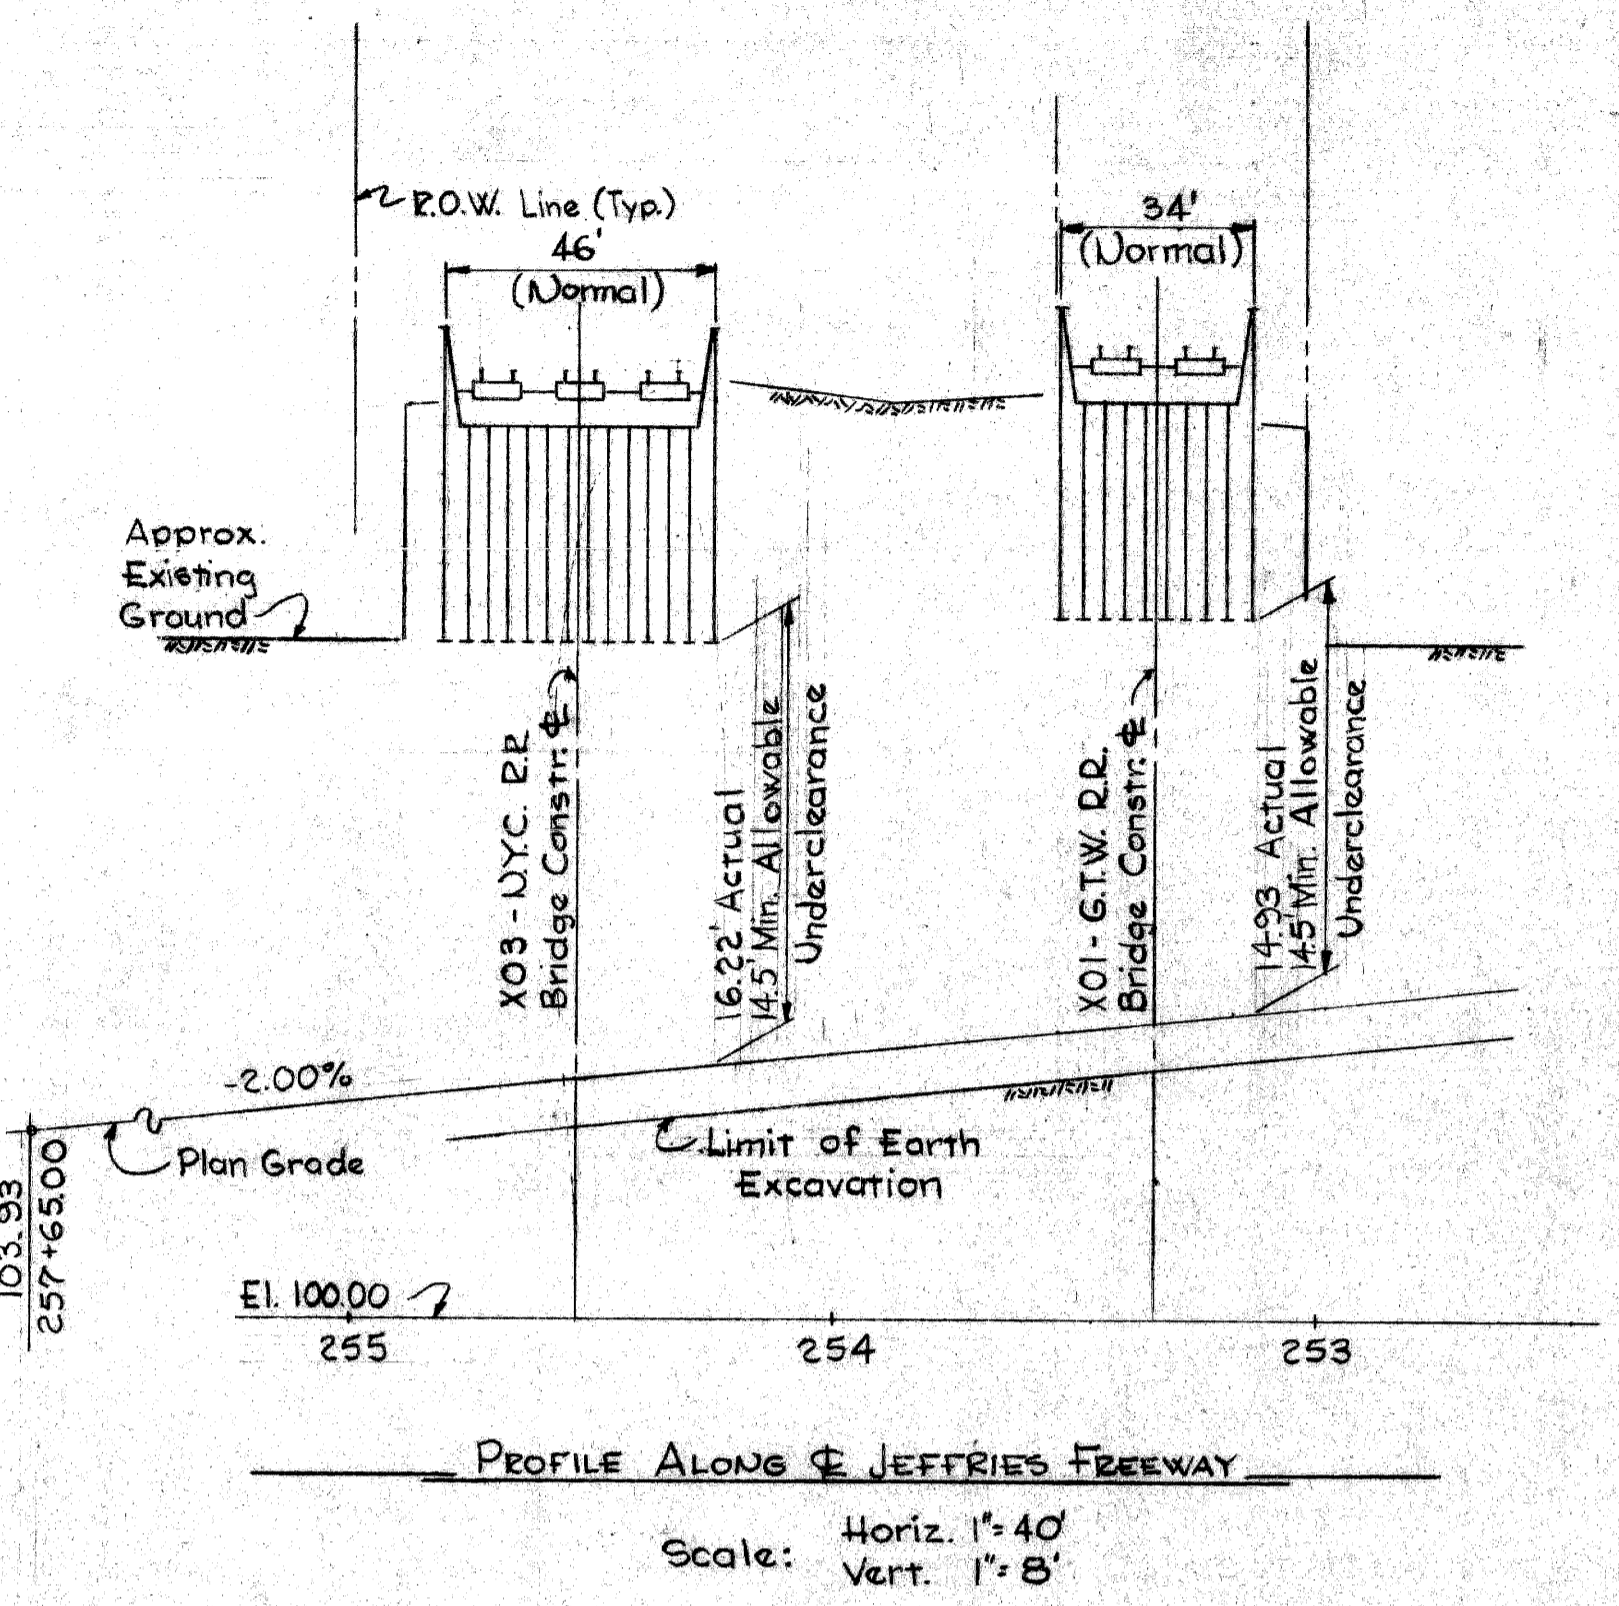 R.O.W. Line (Typ.)
46'
(Normal)
34'
(Normal)
Approx.
Existing
Ground
X03 - N.Y.C. R.R.
Bridge Constr. ℄
16.22' Actual
14.5' Min. Allowable
Underclearance
X01 - G.T.W. R.R.
Bridge Constr. ℄
14.93 Actual
14.5' Min. Allowable
Underclearance
-2.00%
Plan Grade
Limit of Earth
Excavation
103.93
257+65.00
El. 100.00
255
254
253
PROFILE ALONG ℄ JEFFRIES FREEWAY
Scale:
Horiz. 1"=40'
Vert. 1"=8'